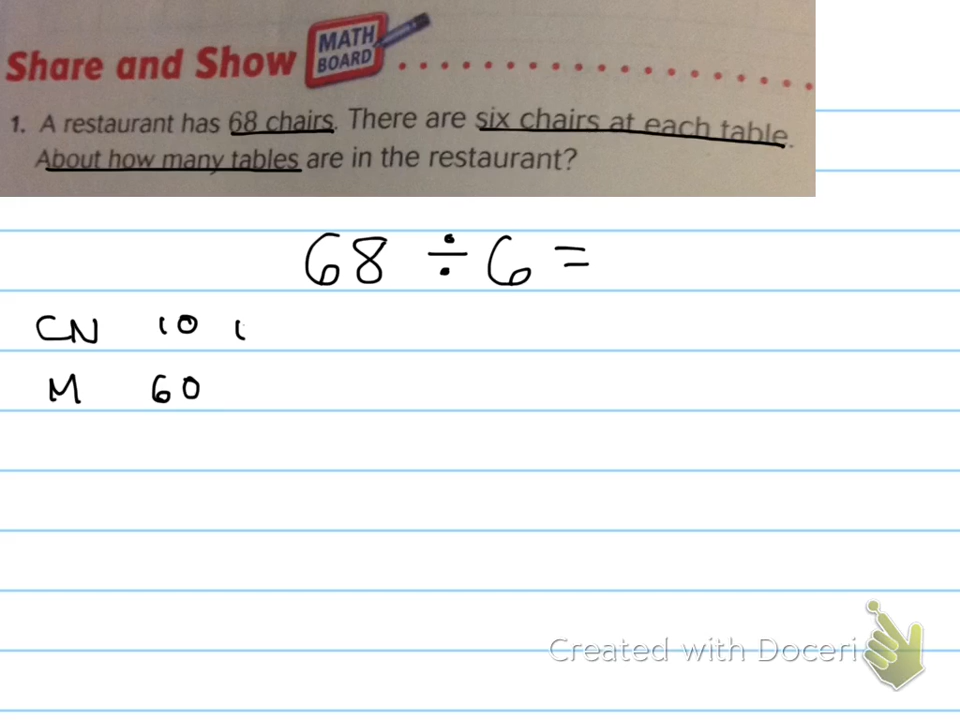 Share and Show MATH BOARD
1. A restaurant has 68 chairs. There are six chairs at each table.
About how many tables are in the restaurant?
68 ÷ 6 =
CN 10 1
M 60
Created with Doceri